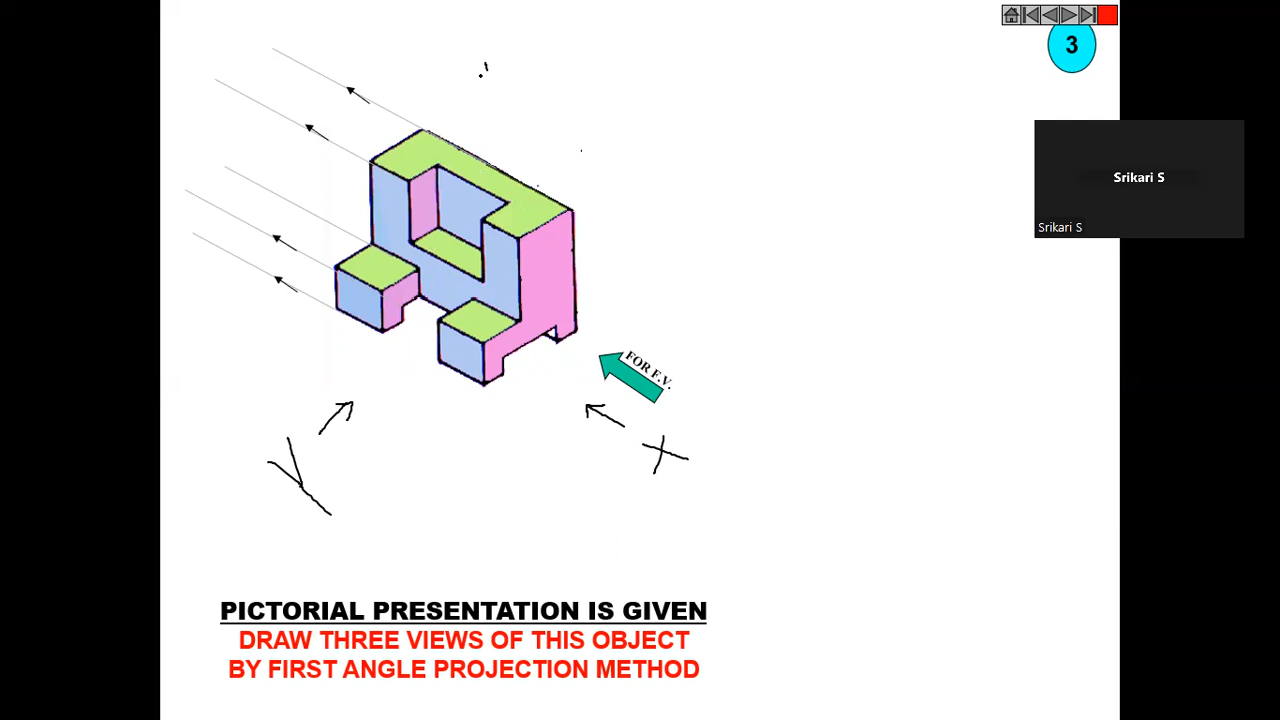 3
Srikari S
Srikari S
FOR F.V.
X
Y
PICTORIAL PRESENTATION IS GIVEN
DRAW THREE VIEWS OF THIS OBJECT
BY FIRST ANGLE PROJECTION METHOD